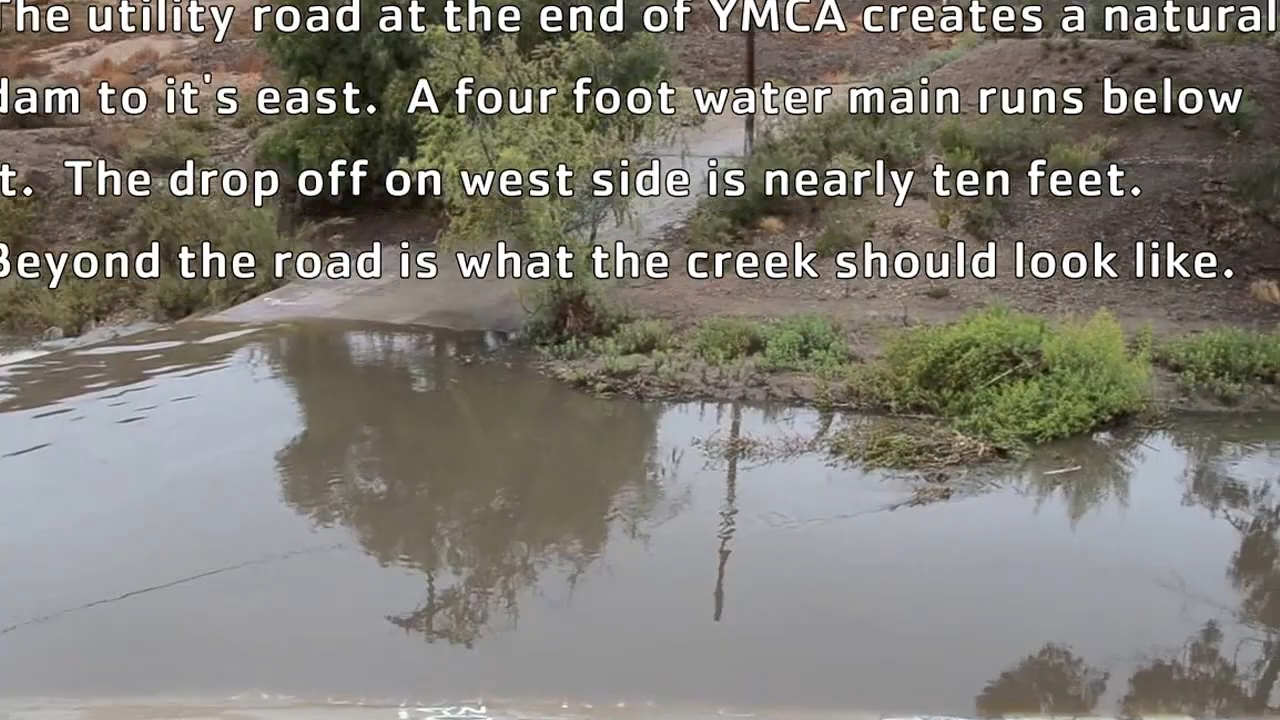 The utility road at the end of YMCA creates a natural
dam to it's east. A four foot water main runs below
t. The drop off on west side is nearly ten feet.
Beyond the road is what the creek should look like.